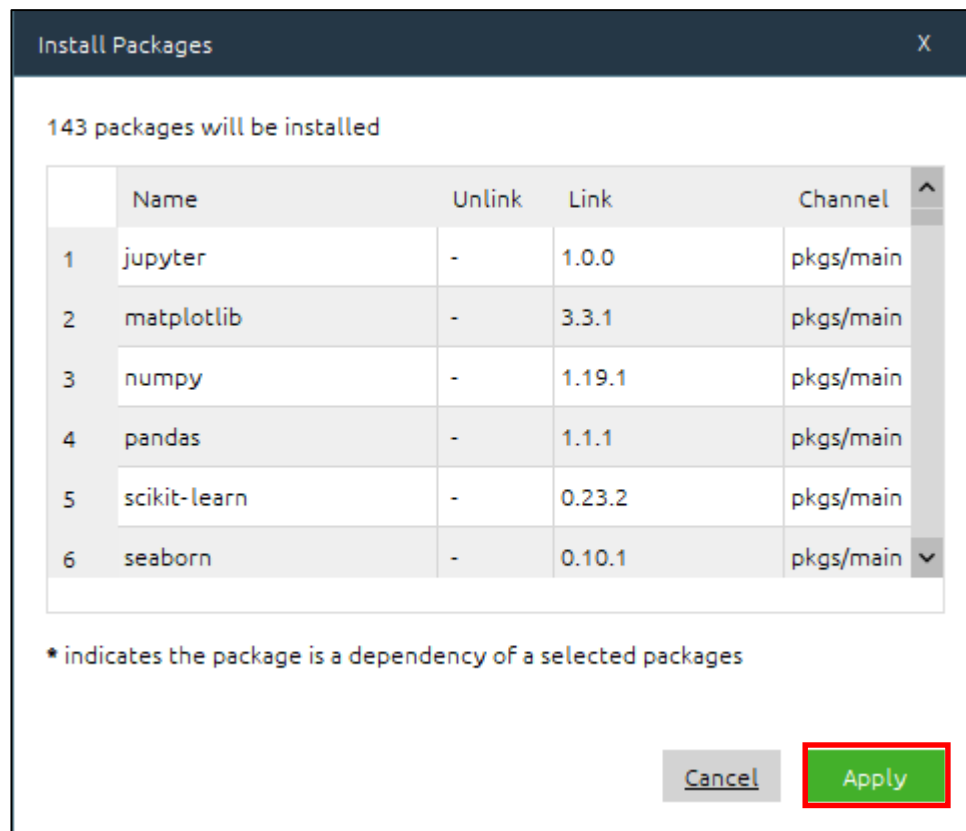 Install Packages X
143 packages will be installed
Name Unlink Link Channel
1 jupyter - 1.0.0 pkgs/main
2 matplotlib - 3.3.1 pkgs/main
3 numpy - 1.19.1 pkgs/main
4 pandas - 1.1.1 pkgs/main
5 scikit-learn - 0.23.2 pkgs/main
6 seaborn - 0.10.1 pkgs/main
* indicates the package is a dependency of a selected packages
Cancel Apply